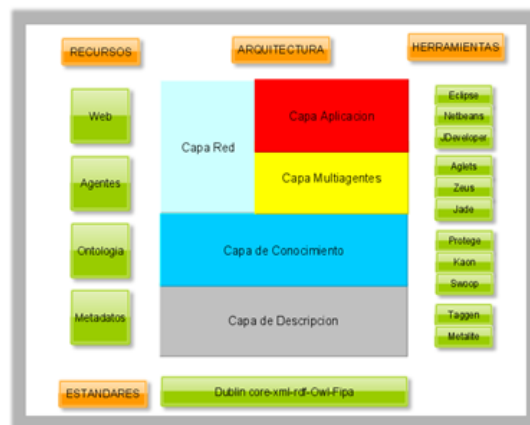 RECURSOS
ARQUITECTURA
HERRAMIENTAS
Web
Agentes
Ontologia
Metadatos
Capa Red
Capa Aplicacion
Capa Multiagentes
Capa de Conocimiento
Capa de Descripcion
Eclipse
Netbeans
JDeveloper
Aglets
Zeus
Jade
Protege
Kaon
Swoop
Taggen
Metalite
ESTANDARES
Dublin core-xml-rdf-Owl-Fipa